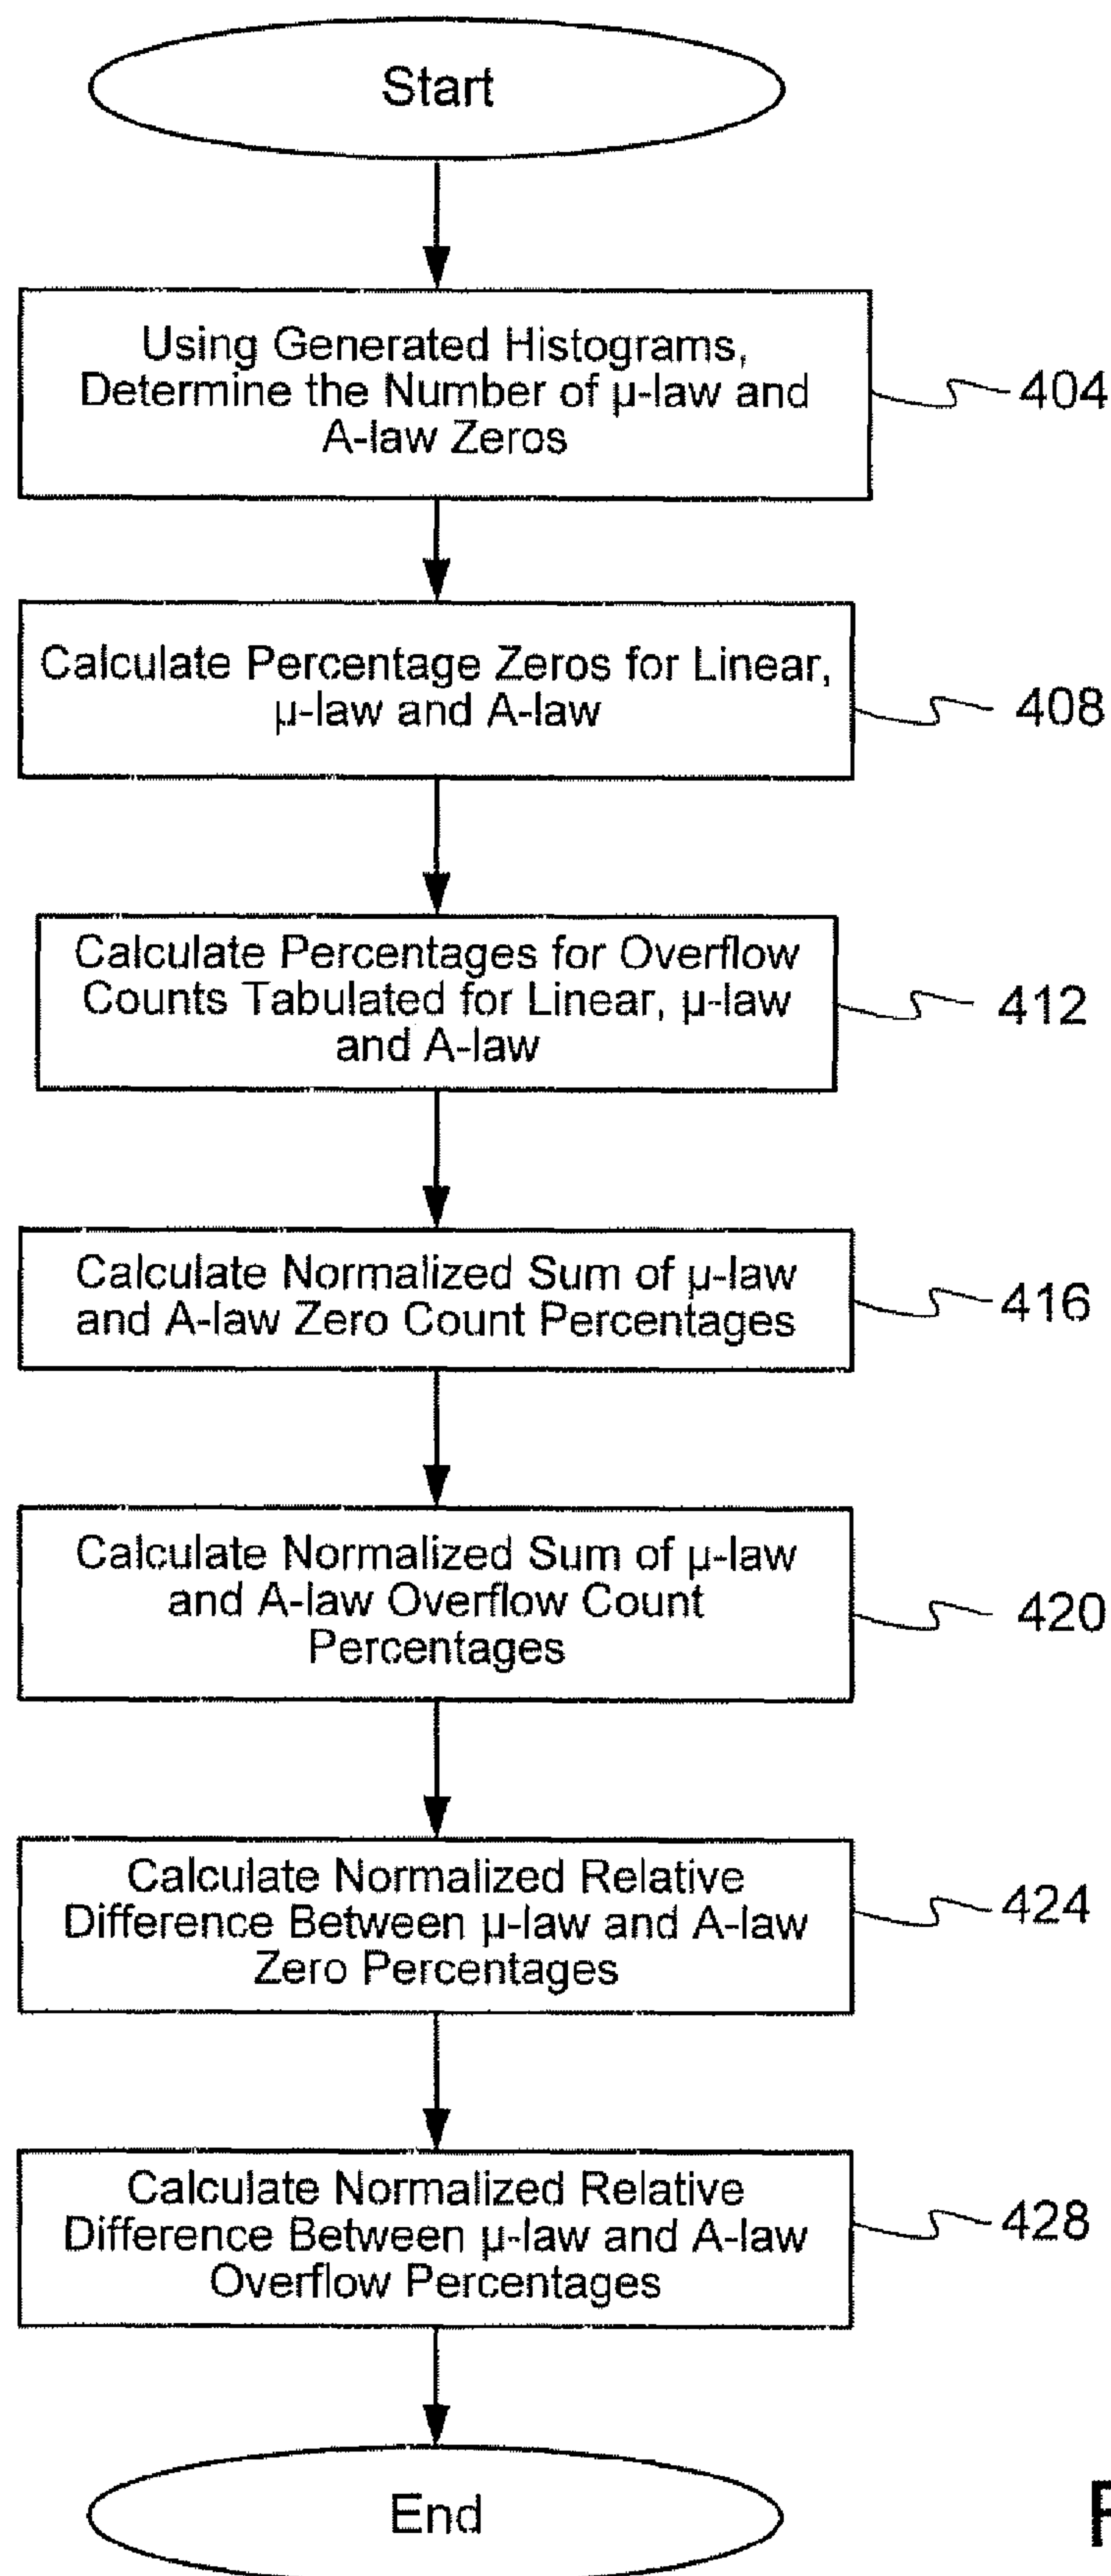 Start
Using Generated Histograms,
Determine the Number of μ-law and
A-law Zeros
404
Calculate Percentage Zeros for Linear,
μ-law and A-law
408
Calculate Percentages for Overflow
Counts Tabulated for Linear, μ-law
and A-law
412
Calculate Normalized Sum of μ-law
and A-law Zero Count Percentages
416
Calculate Normalized Sum of μ-law
and A-law Overflow Count
Percentages
420
Calculate Normalized Relative
Difference Between μ-law and A-law
Zero Percentages
424
Calculate Normalized Relative
Difference Between μ-law and A-law
Overflow Percentages
428
End